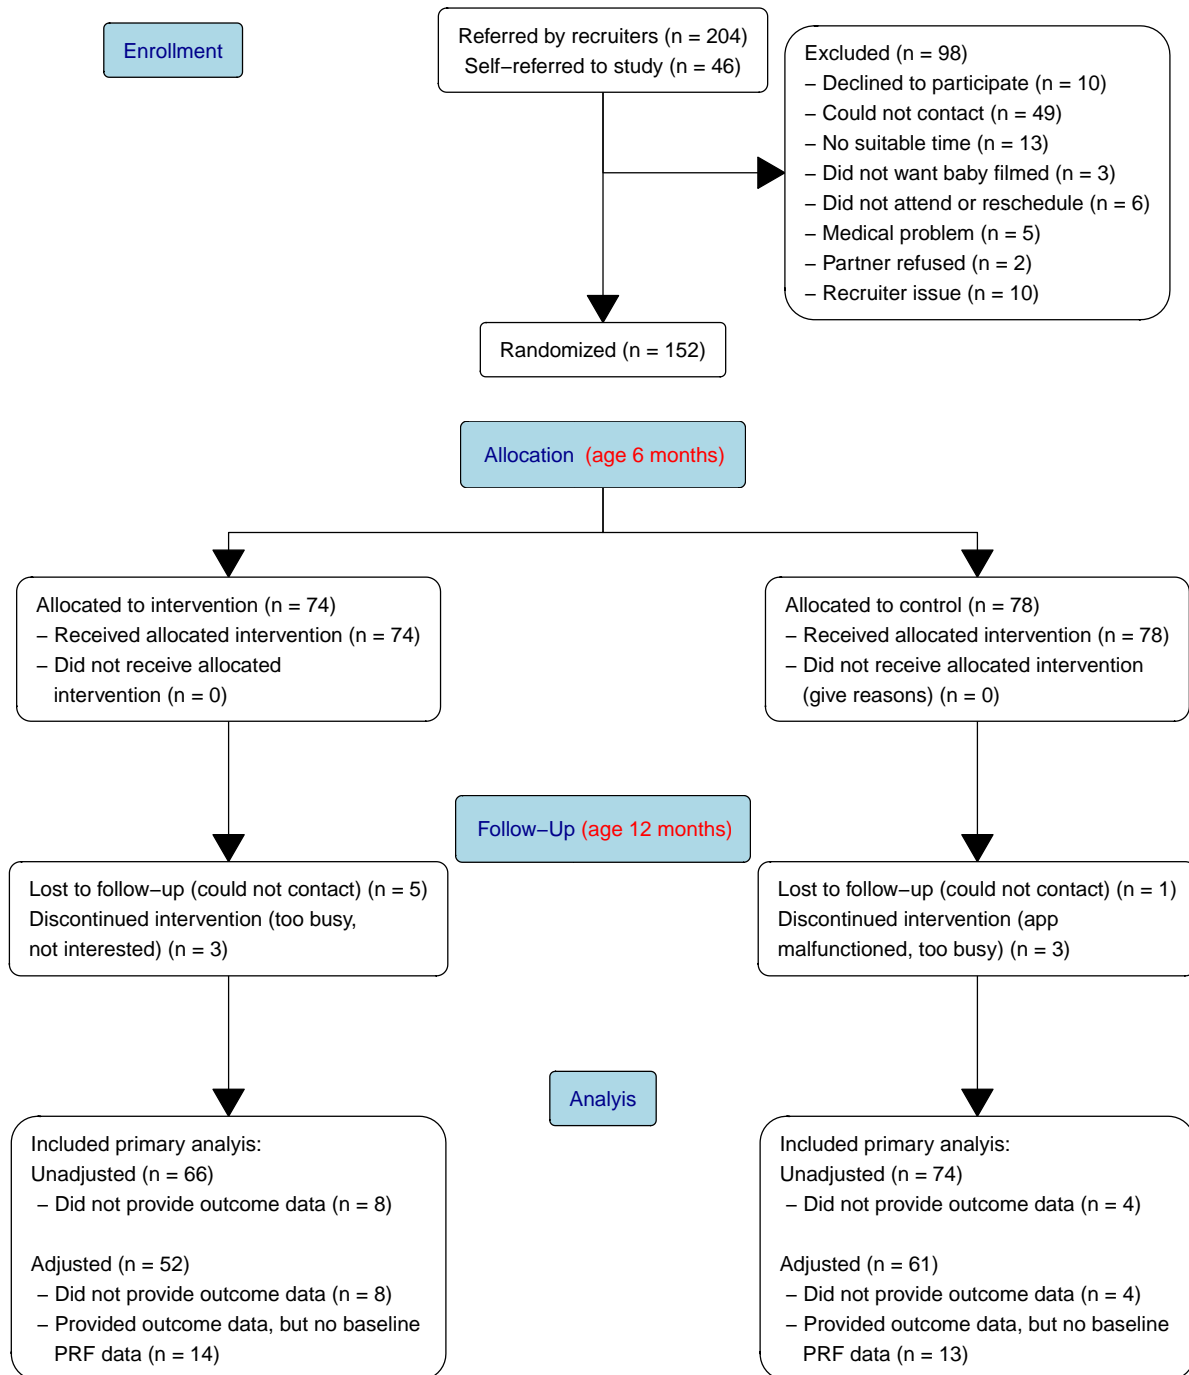 Enrollment
Referred by recruiters (n = 204)
Self−referred to study (n = 46)
Excluded (n = 98)
− Declined to participate (n = 10)
− Could not contact (n = 49)
− No suitable time (n = 13)
− Did not want baby filmed (n = 3)
− Did not attend or reschedule (n = 6)
− Medical problem (n = 5)
− Partner refused (n = 2)
− Recruiter issue (n = 10)
Randomized (n = 152)
Allocation (age 6 months)
Allocated to intervention (n = 74)
− Received allocated intervention (n = 74)
− Did not receive allocated
intervention (n = 0)
Allocated to control (n = 78)
− Received allocated intervention (n = 78)
− Did not receive allocated intervention
(give reasons) (n = 0)
Follow−Up (age 12 months)
Lost to follow−up (could not contact) (n = 5)
Discontinued intervention (too busy,
not interested) (n = 3)
Lost to follow−up (could not contact) (n = 1)
Discontinued intervention (app
malfunctioned, too busy) (n = 3)
Analyis
Included primary analyis:
Unadjusted (n = 66)
− Did not provide outcome data (n = 8)
Adjusted (n = 52)
− Did not provide outcome data (n = 8)
− Provided outcome data, but no baseline
PRF data (n = 14)
Included primary analyis:
Unadjusted (n = 74)
− Did not provide outcome data (n = 4)
Adjusted (n = 61)
− Did not provide outcome data (n = 4)
− Provided outcome data, but no baseline
PRF data (n = 13)